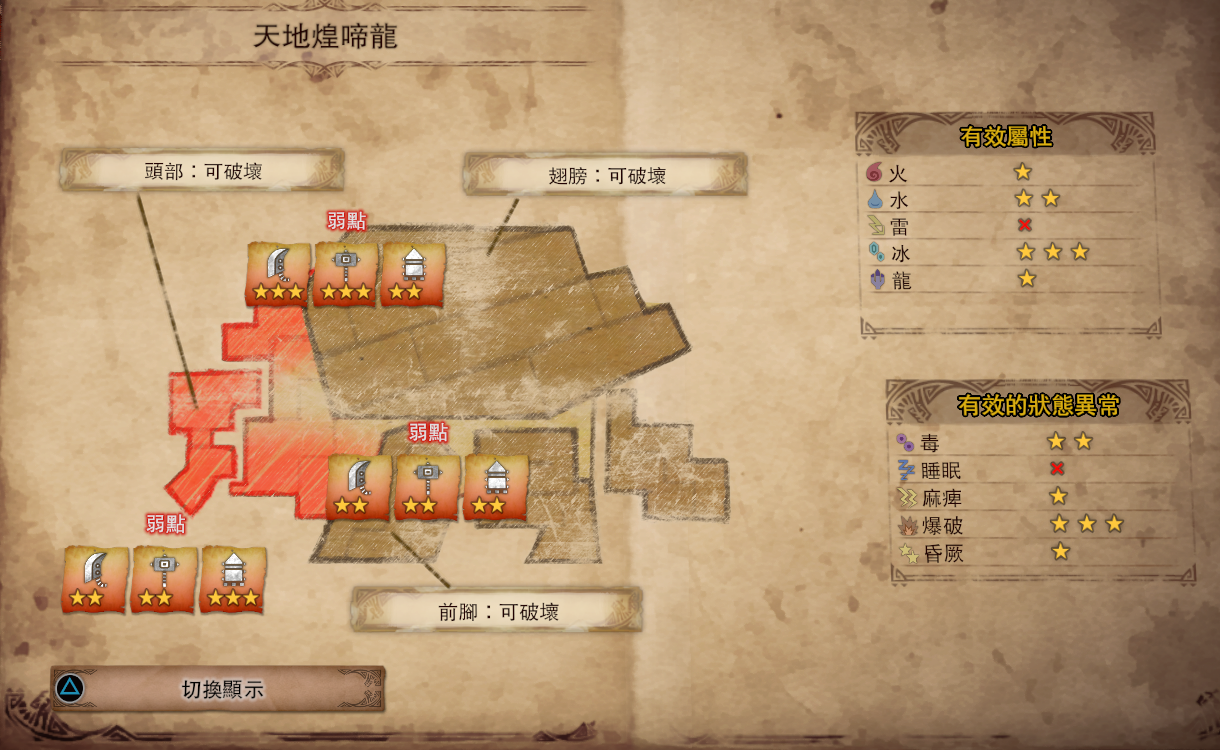 天地煌啼龍
頭部：可破壞
翅膀：可破壞
弱點
弱點
弱點
前腳：可破壞
切換顯示
有效屬性
火
水
雷
冰
龍
有效的狀態異常
毒
睡眠
麻痺
爆破
昏厥